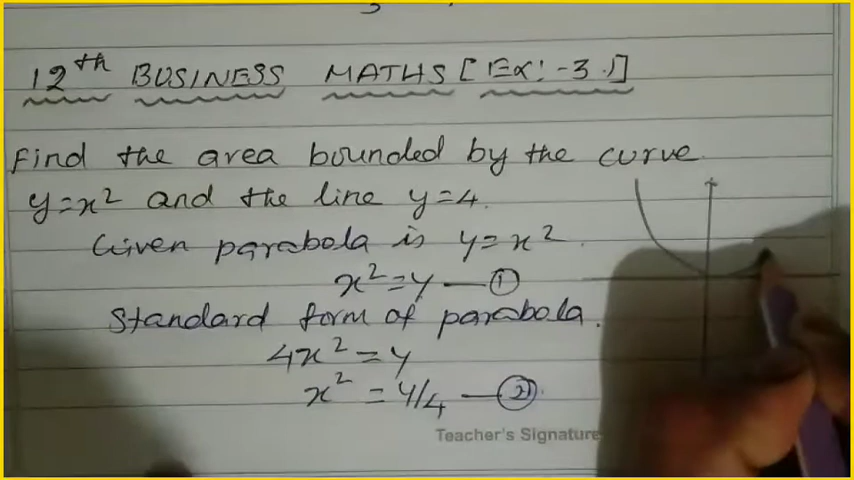 12th BUSINESS MATHS [Ex:-3.1]
Find the area bounded by the curve
y=x² and the line y=4.
Given parabola is y=x².
x²=y —①
Standard form of parabola.
4x²=y
x²=y/4 —②
Teacher's Signature